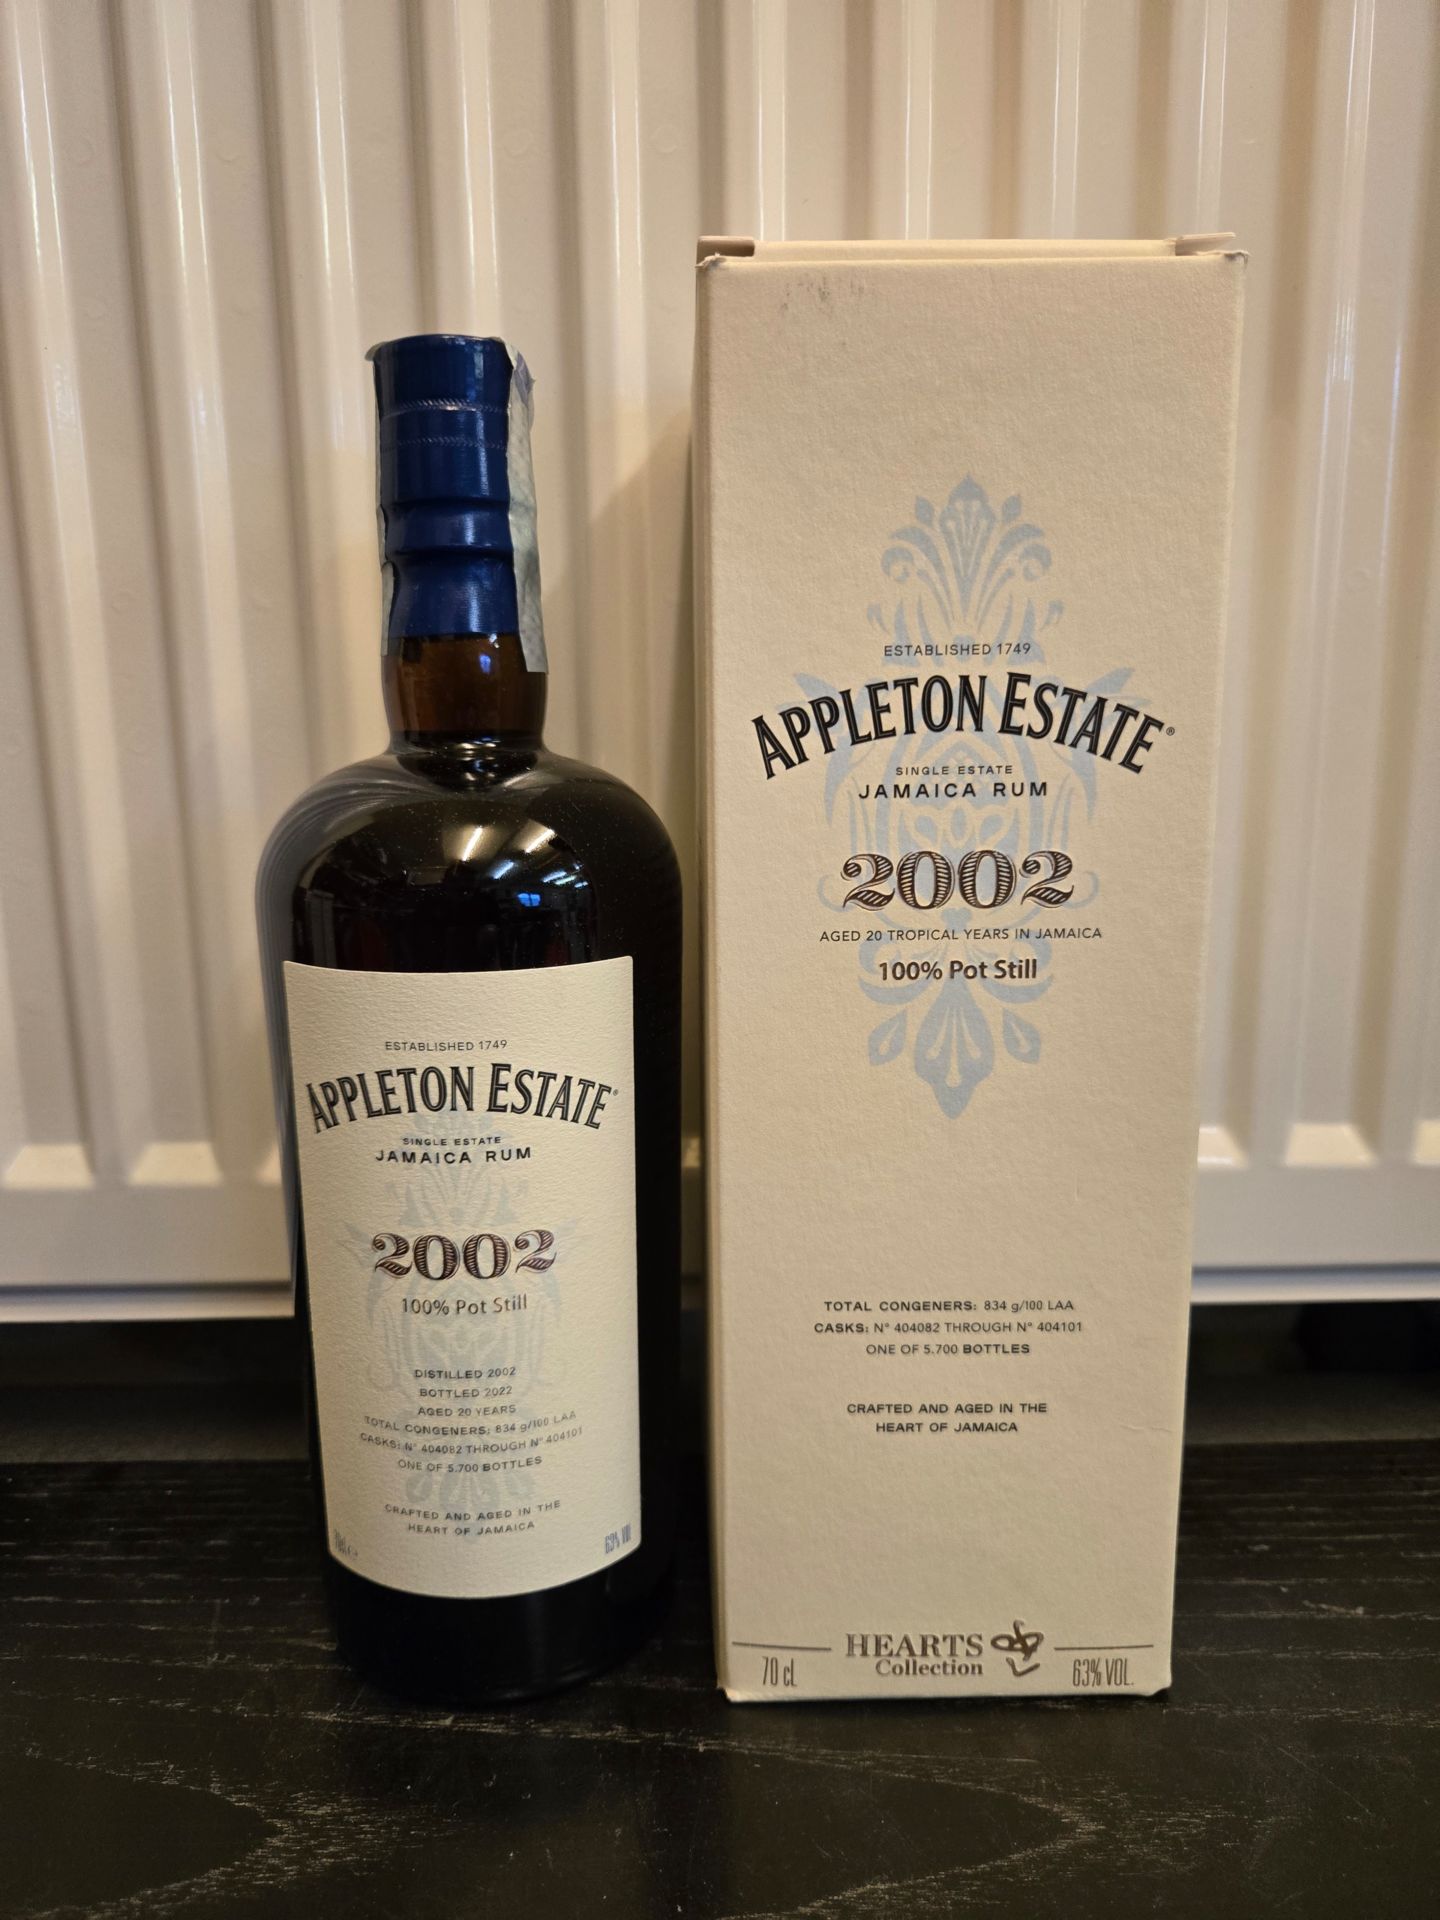 ESTABLISHED 1749
APPLETON ESTATE®
SINGLE ESTATE
JAMAICA RUM
2002
100% Pot Still
DISTILLED 2002
BOTTLED 2022
AGED 20 YEARS
TOTAL CONGENERS: 834 g/100 LAA
CASKS: N° 404082 THROUGH N° 404101
ONE OF 5.700 BOTTLES
CRAFTED AND AGED IN THE
HEART OF JAMAICA
70cl e
63% VOL.
ESTABLISHED 1749
APPLETON ESTATE®
SINGLE ESTATE
JAMAICA RUM
2002
AGED 20 TROPICAL YEARS IN JAMAICA
100% Pot Still
TOTAL CONGENERS: 834 g/100 LAA
CASKS: N° 404082 THROUGH N° 404101
ONE OF 5.700 BOTTLES
CRAFTED AND AGED IN THE
HEART OF JAMAICA
HEARTS
Collection
70 cL
63% VOL.